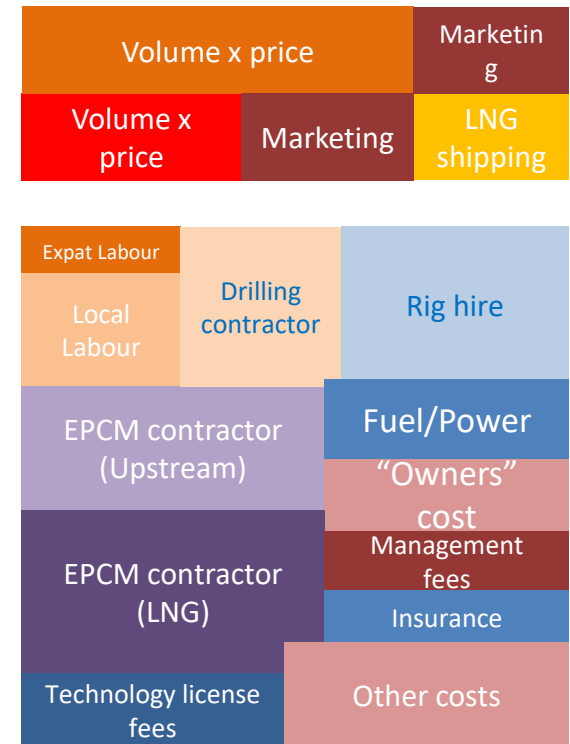 Volume x price
Marketin
g
Volume x
price
Marketing
LNG
shipping
Expat Labour
Local
Labour
Drilling
contractor
Rig hire
EPCM contractor
(Upstream)
Fuel/Power
“Owners”
cost
EPCM contractor
(LNG)
Management
fees
Insurance
Technology license
fees
Other costs